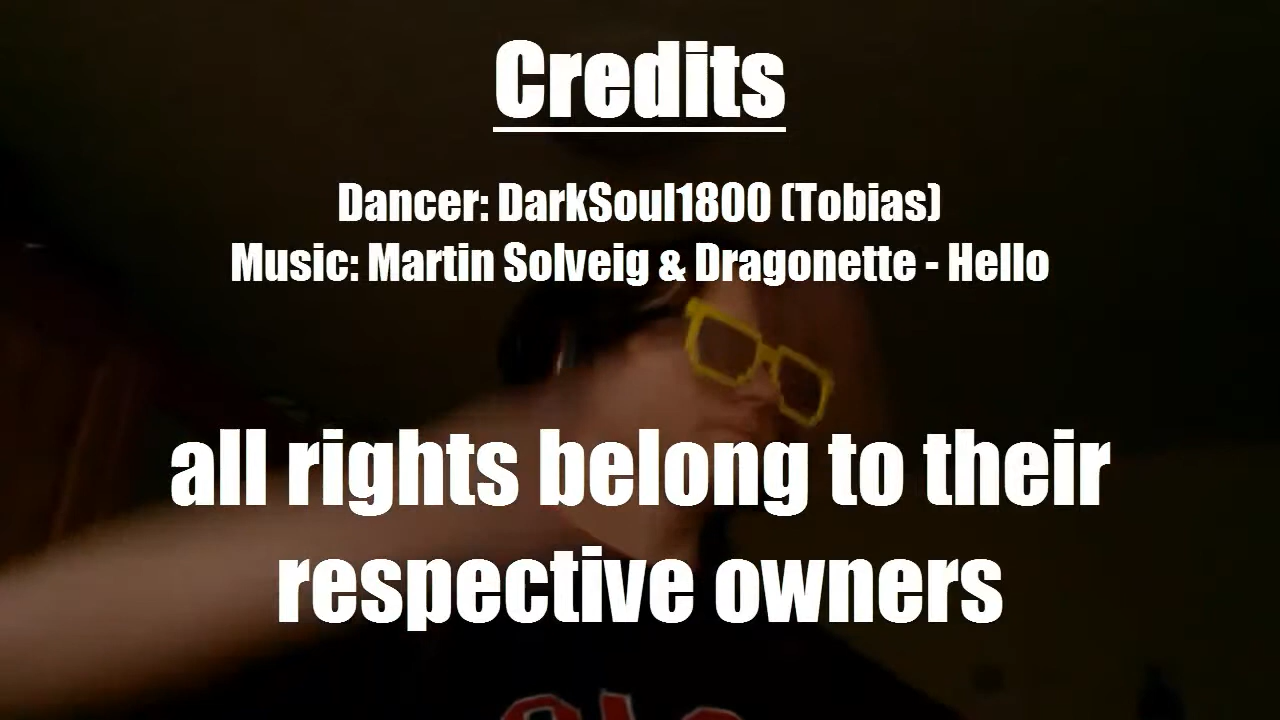 Credits
Dancer: DarkSoul1800 (Tobias)
Music: Martin Solveig & Dragonette - Hello
all rights belong to their
respective owners